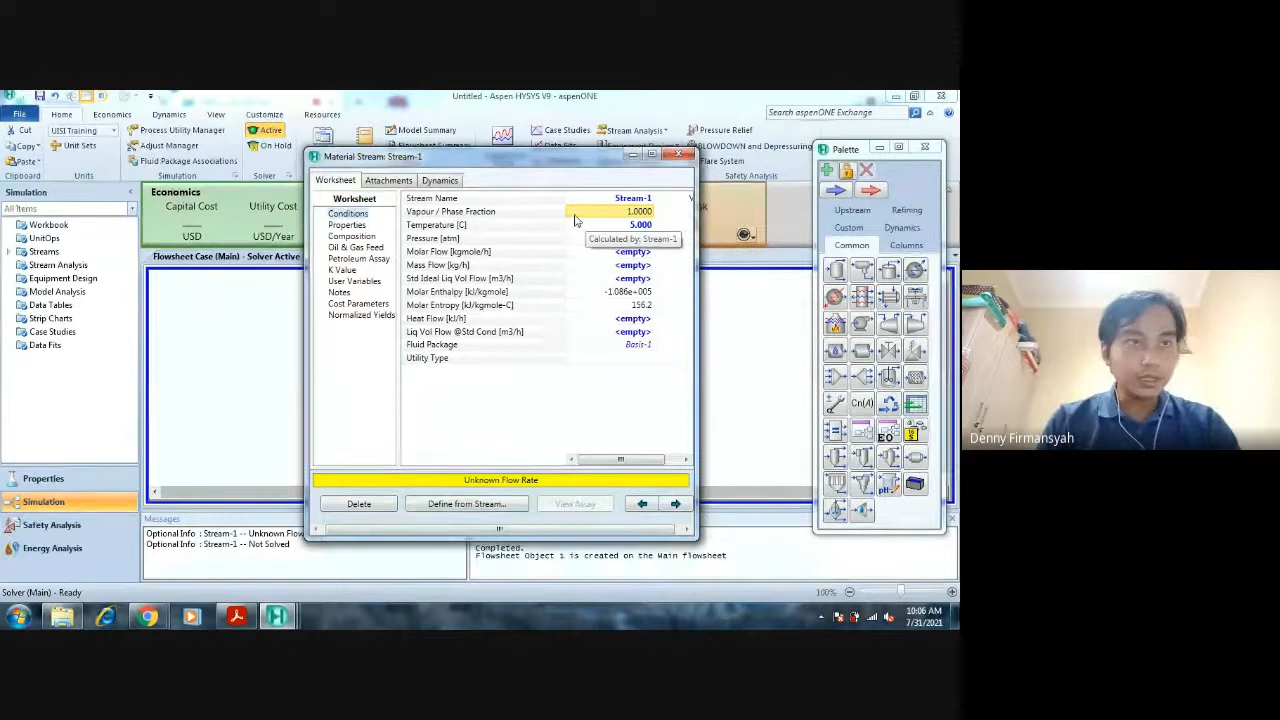 Untitled - Aspen HYSYS V9 - aspenONE
File Home Economics Dynamics View Customize Resources
Search aspenONE Exchange
Cut UISI Training Process Utility Manager Active Model Summary Case Studies Stream Analysis Pressure Relief
Copy Unit Sets Adjust Manager On Hold BLOWDOWN and Depressuring
Paste Fluid Package Associations Flare System
Clipboard Units Simulation Solver Safety Analysis
Palette
Material Stream: Stream-1
Simulation
All Items
Workbook
UnitOps
Streams
Stream Analysis
Equipment Design
Model Analysis
Data Tables
Strip Charts
Case Studies
Data Fits
Properties
Simulation
Safety Analysis
Energy Analysis
Economics
Capital Cost Utility Cost
USD USD/Year
Flowsheet Case (Main) - Solver Active
Worksheet Attachments Dynamics
Worksheet
Conditions
Properties
Composition
Oil & Gas Feed
Petroleum Assay
K Value
User Variables
Notes
Cost Parameters
Normalized Yields
Stream Name Stream-1
Vapour / Phase Fraction 1.0000
Temperature [C] 5.000
Pressure [atm]
Calculated by: Stream-1
Molar Flow [kgmole/h] <empty>
Mass Flow [kg/h] <empty>
Std Ideal Liq Vol Flow [m3/h] <empty>
Molar Enthalpy [kJ/kgmole] -1.086e+005
Molar Entropy [kJ/kgmole-C] 156.2
Heat Flow [kJ/h] <empty>
Liq Vol Flow @Std Cond [m3/h] <empty>
Fluid Package Basis-1
Utility Type
Unknown Flow Rate
Delete Define from Stream... View Assay
Upstream Refining
Custom Dynamics
Common Columns
Cn(A)
EO
pH
Messages
Optional Info : Stream-1 -- Unknown Flow
Optional Info : Stream-1 -- Not Solved
Completed.
Flowsheet Object 1 is created on the Main flowsheet
Solver (Main) - Ready
100%
10:06 AM
7/31/2021
Denny Firmansyah